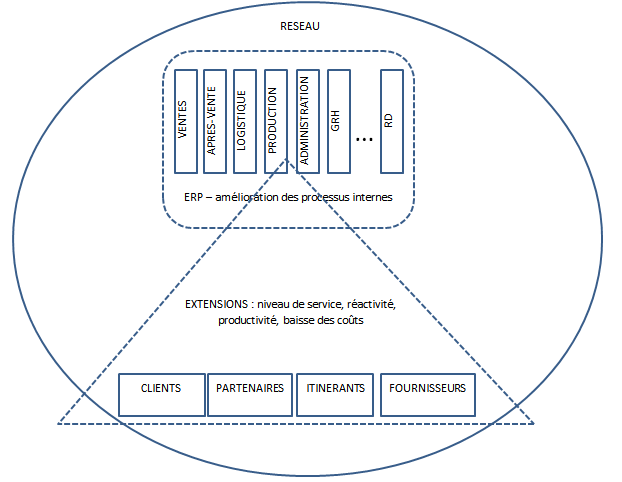 RESEAU
VENTES
APRES-VENTE
LOGISTIQUE
PRODUCTION
ADMINISTRATION
GRH
...
RD
ERP – amélioration des processus internes
EXTENSIONS : niveau de service, réactivité,
productivité, baisse des coûts
CLIENTS
PARTENAIRES
ITINERANTS
FOURNISSEURS